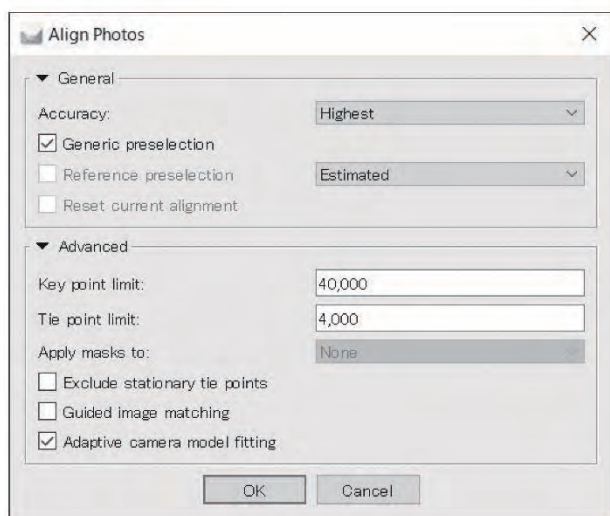 Align Photos
General
Accuracy: Highest
Generic preselection
Reference preselection Estimated
Reset current alignment
Advanced
Key point limit: 40,000
Tie point limit: 4,000
Apply masks to: None
Exclude stationary tie points
Guided image matching
Adaptive camera model fitting
OK Cancel